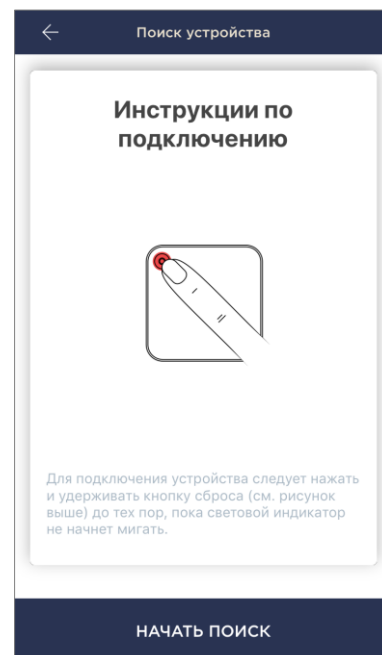 Поиск устройства
Инструкции по
подключению
Для подключения устройства следует нажать
и удерживать кнопку сброса (см. рисунок
выше) до тех пор, пока световой индикатор
не начнет мигать.
НАЧАТЬ ПОИСК